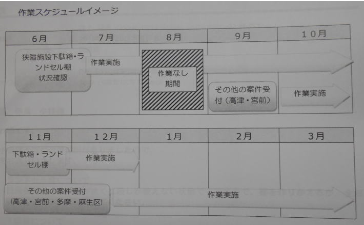 作業スケジュールイメージ
6月 7月 8月 9月 10月
狭隘施設下駄箱・ラ
ンドセル棚
状況確認
作業実施
作業なし
期間
その他の案件受
付(高津・宮前)
作業実施
11月 12月 1月 2月 3月
下駄箱・ランド
セル棚
作業実施
その他の案件受付
(高津・宮前・多摩・麻生区)
作業実施